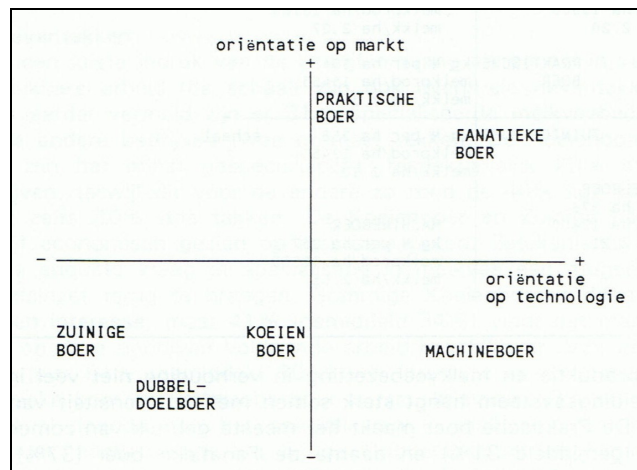 oriëntatie op markt
+
PRAKTISCHE
BOER
FANATIEKE
BOER
- +
oriëntatie
op technologie
ZUINIGE KOEIEN
BOER BOER MACHINEBOER
DUBBEL-
DOELBOER
-